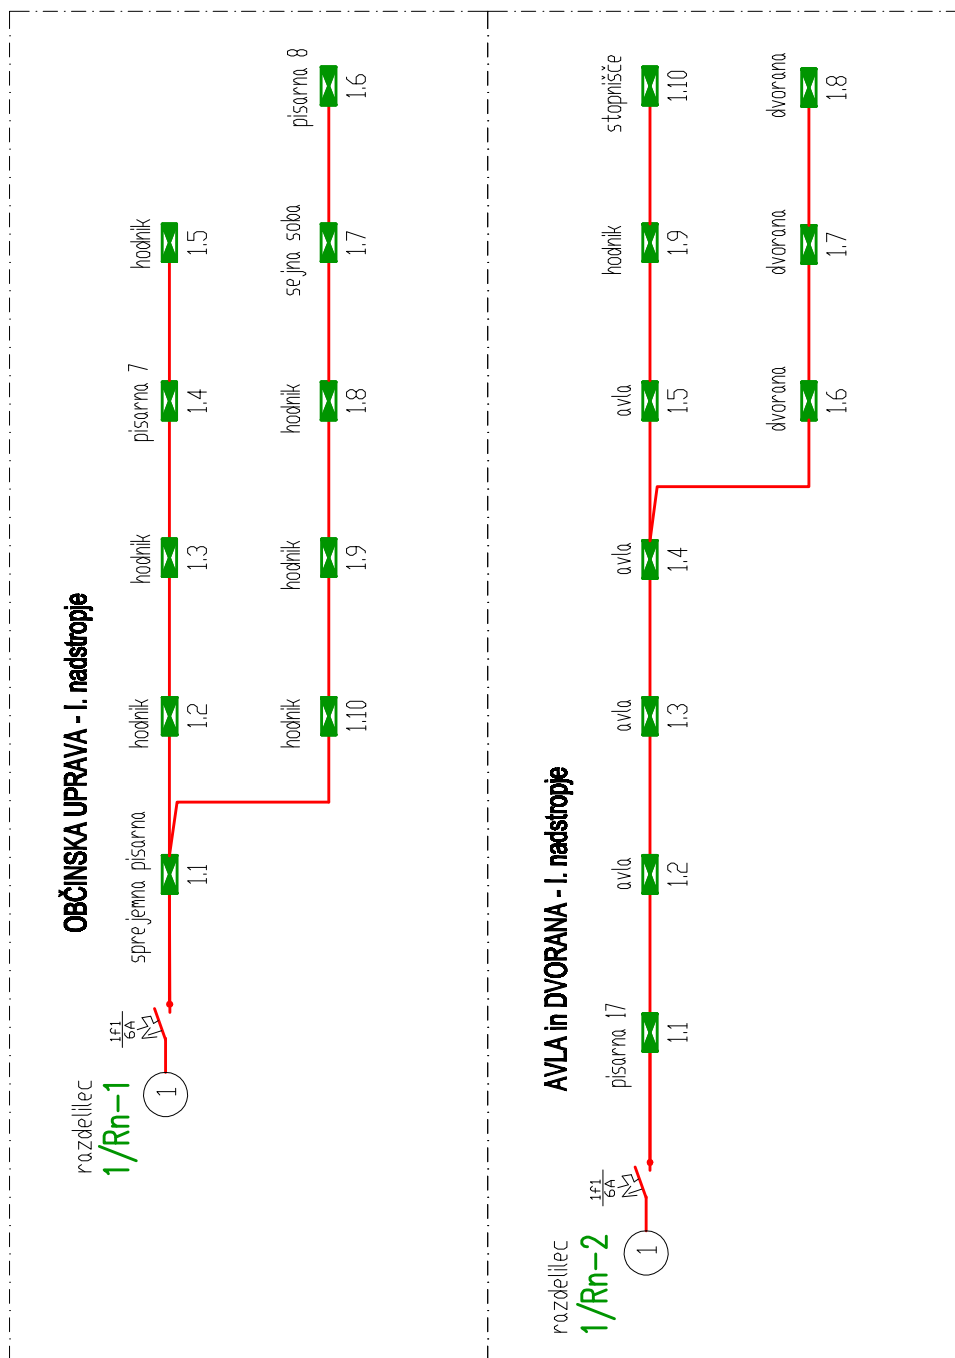 OBČINSKA UPRAVA - I. nadstropje
razdelilec
1/Rn-1
1
1f1
6A
sprejemna pisarna
1.1
hodnik
1.2
hodnik
1.3
pisarna 7
1.4
hodnik
1.5
hodnik
1.10
hodnik
1.9
hodnik
1.8
sejna soba
1.7
pisarna 8
1.6
AVLA in DVORANA - I. nadstropje
razdelilec
1/Rn-2
1
1f1
6A
pisarna 17
1.1
avla
1.2
avla
1.3
avla
1.4
avla
1.5
hodnik
1.9
stopnišče
1.10
dvorana
1.6
dvorana
1.7
dvorana
1.8